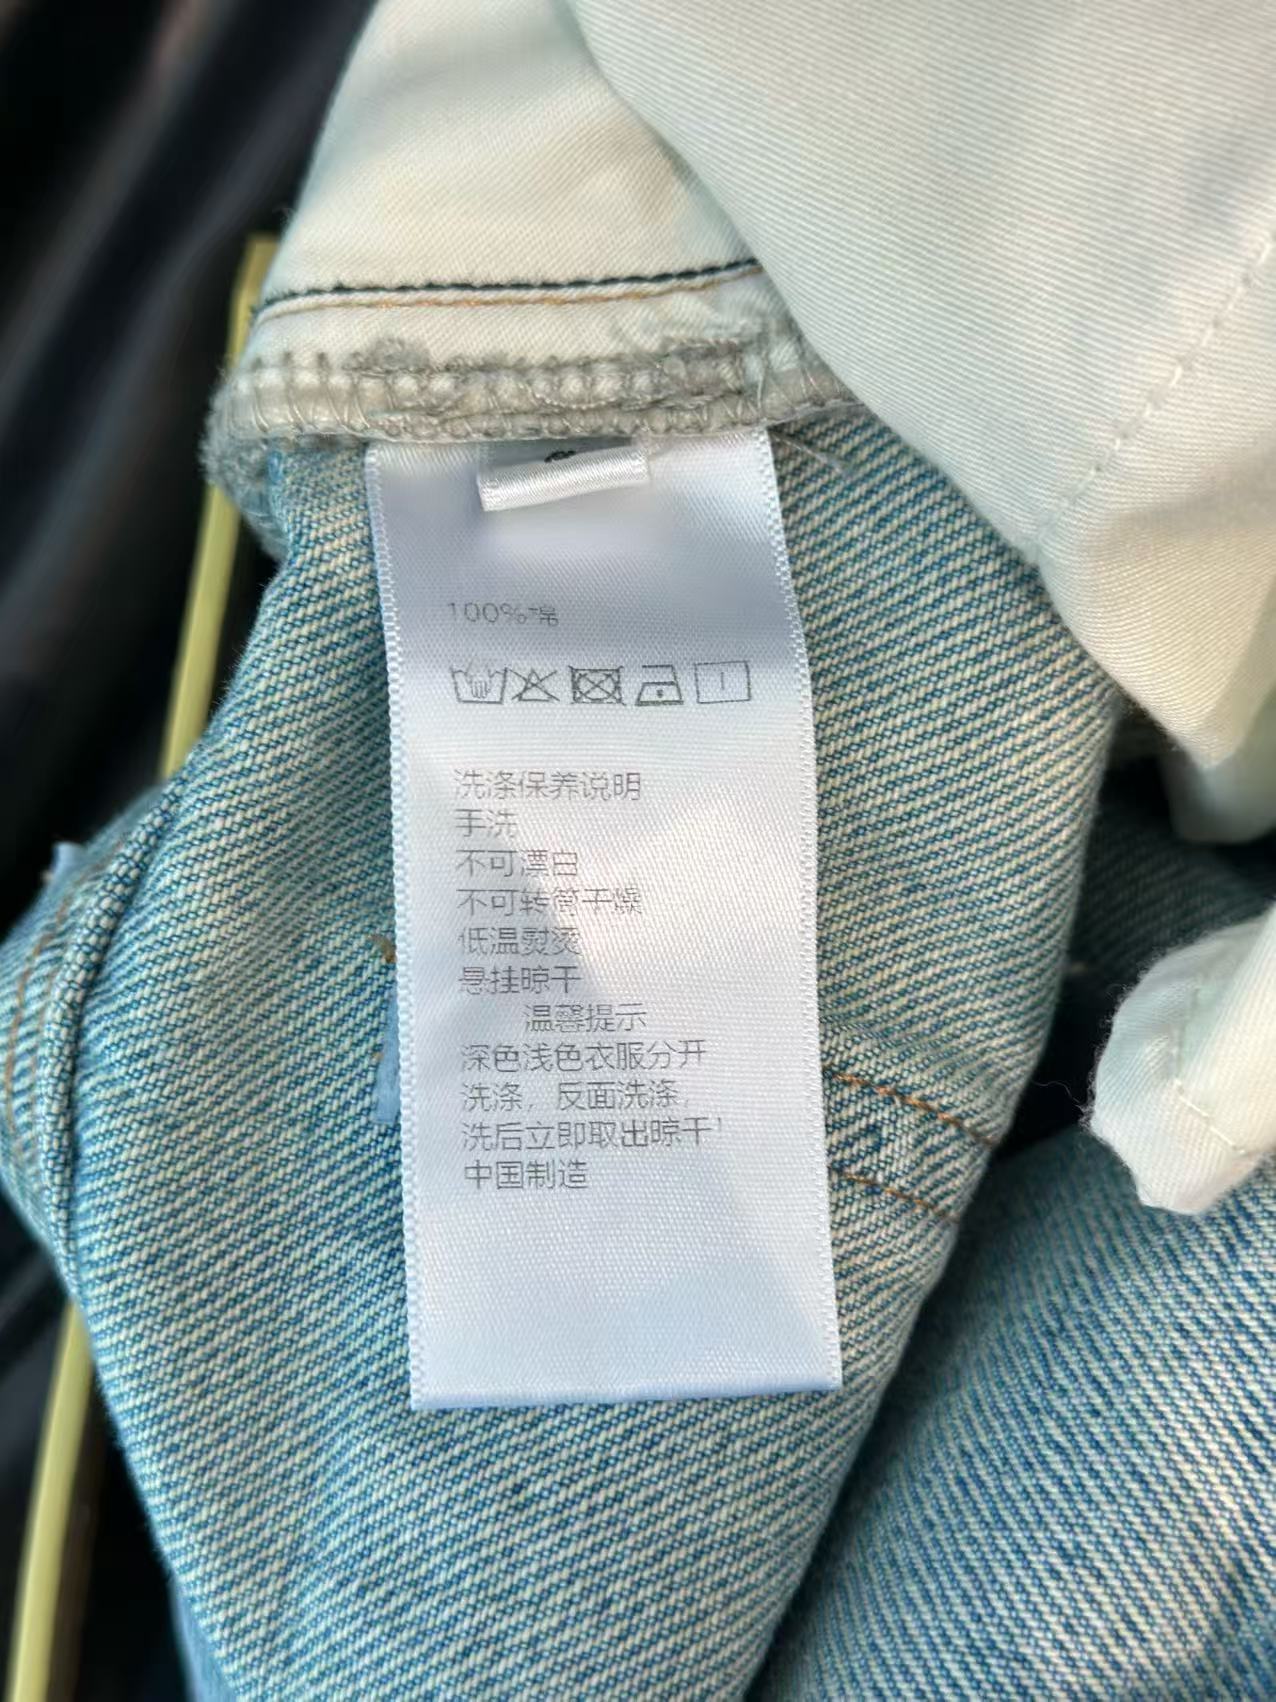 100%棉
洗涤保养说明
手洗
不可漂白
不可转筒干燥
低温熨烫
悬挂晾干
温馨提示
深色浅色衣服分开
洗涤，反面洗涤，
洗后立即取出晾干!
中国制造